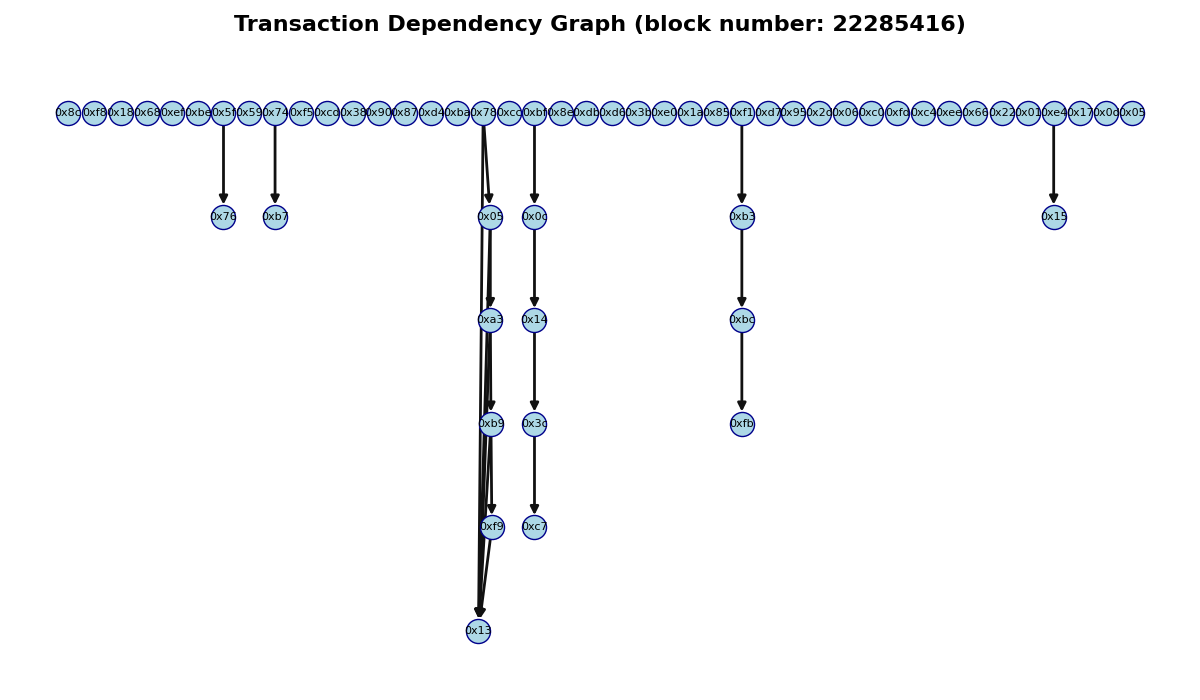 Transaction Dependency Graph (block number: 22285416)
0x8c 0xf8 0x18 0x68 0xef 0xbe 0x5f 0x59 0x74 0xf5 0xcd 0x38 0x90 0x87 0xd4 0xba 0x78 0xcc 0xbf 0x8e 0xdb 0xd6 0x3b 0xe0 0x1a 0x85 0xf1 0xd7 0x95 0x2c 0x06 0xc0 0xfd 0xc4 0xee 0x66 0x22 0x01 0xe4 0x17 0x0d 0x05
0x76 0xb7 0x05 0x0c 0xb3 0x15
0xa3 0x14 0xbc
0xb9 0x3c 0xfb
0xf9 0xc7
0x13